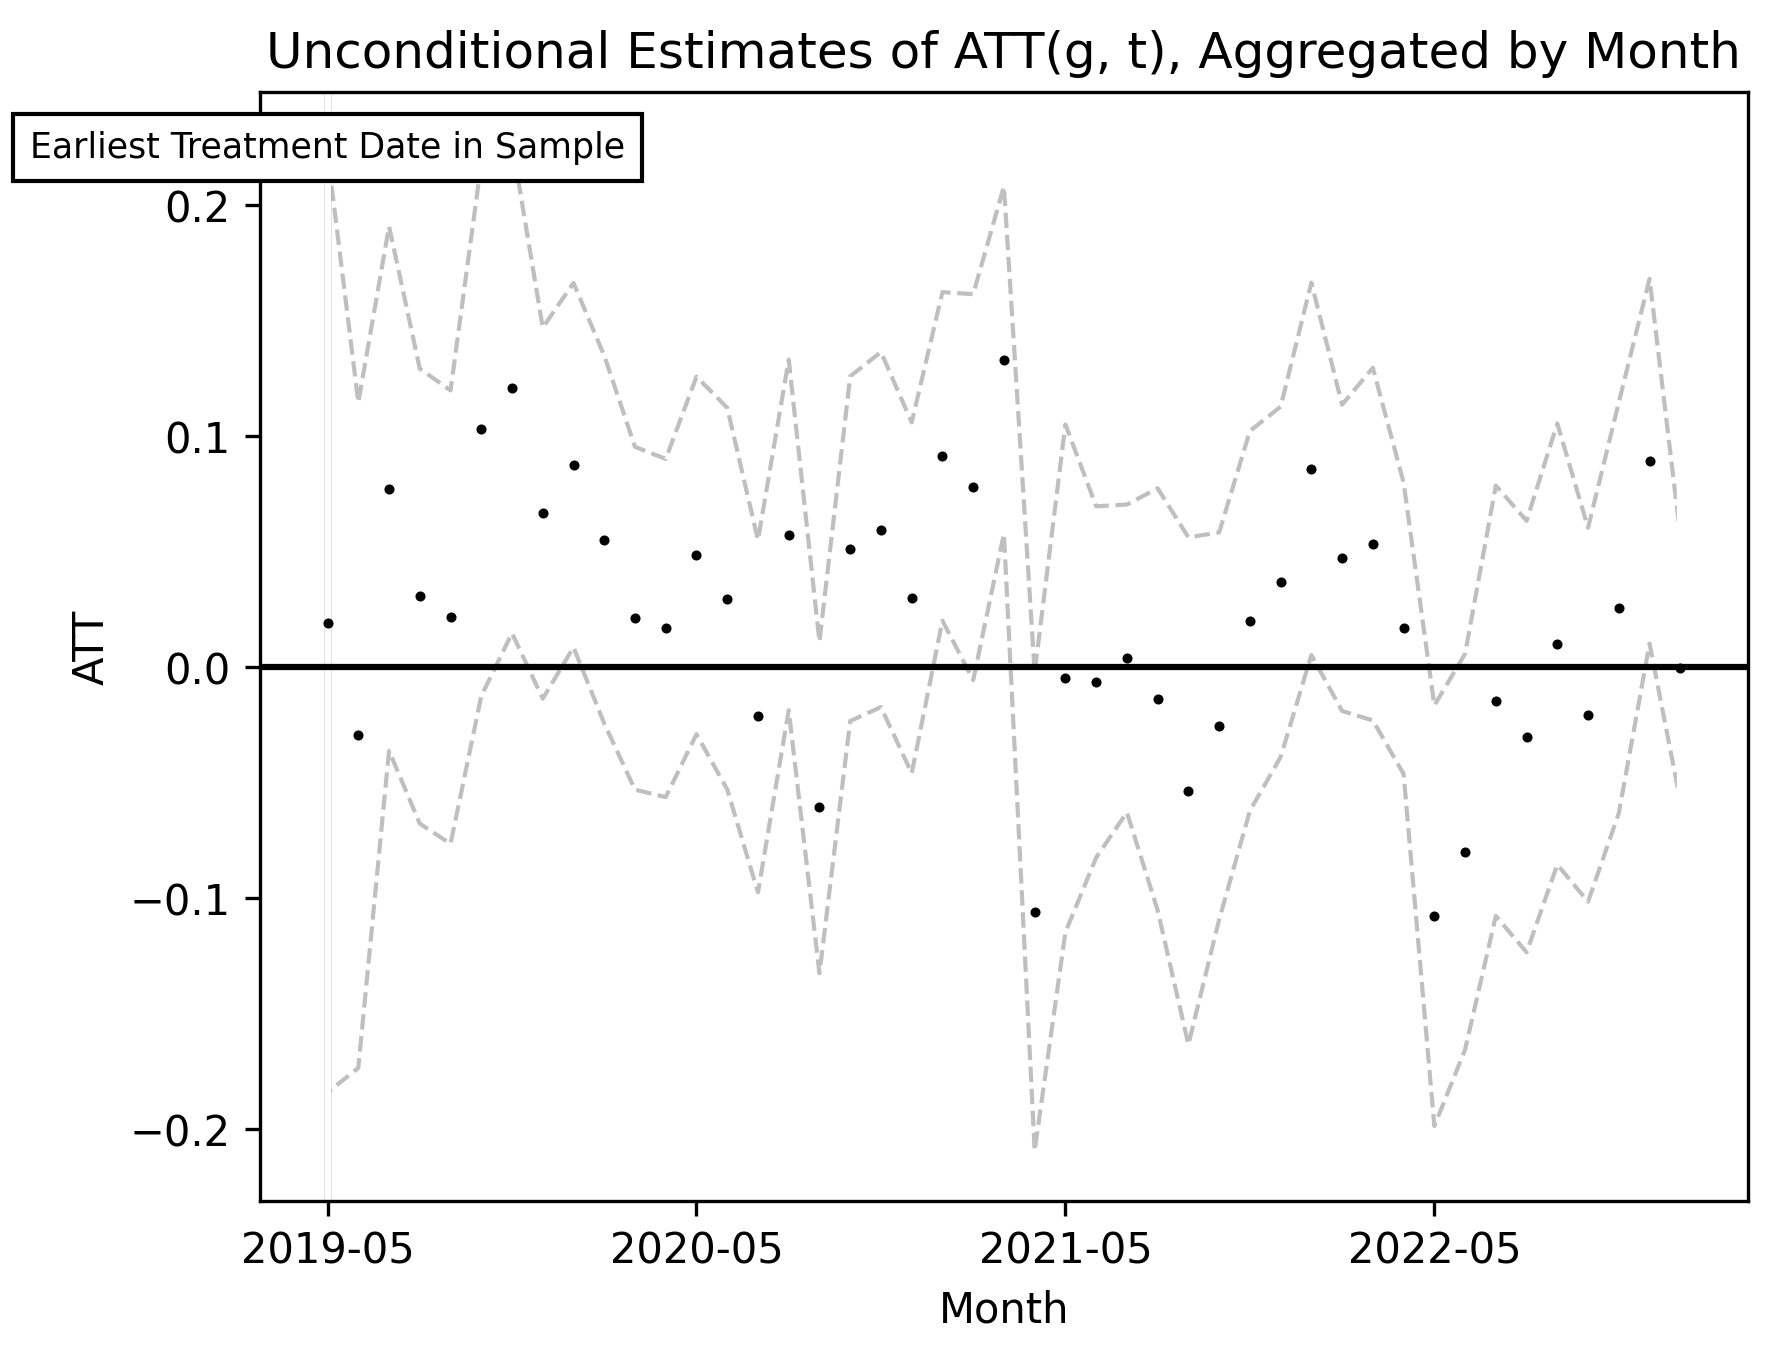 Unconditional Estimates of ATT(g, t), Aggregated by Month
Earliest Treatment Date in Sample
0.2
0.1
0.0
−0.1
−0.2
ATT
2019-05 2020-05 2021-05 2022-05
Month